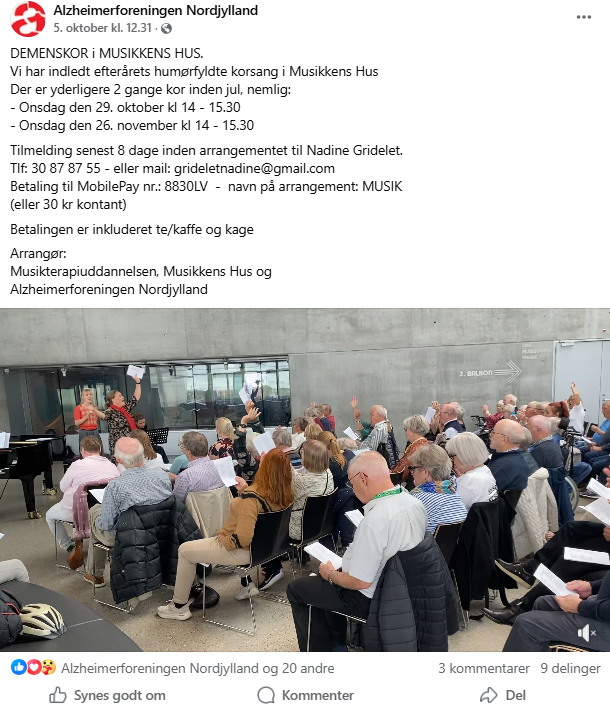 Alzheimerforeningen Nordjylland
5. oktober kl. 12.31 ·
DEMENSKOR i MUSIKKENS HUS.
Vi har indledt efterårets humørfyldte korsang i Musikkens Hus
Der er yderligere 2 gange kor inden jul, nemlig:
- Onsdag den 29. oktober kl 14 - 15.30
- Onsdag den 26. november kl 14 - 15.30
Tilmelding senest 8 dage inden arrangementet til Nadine Gridelet.
Tlf: 30 87 87 55 - eller mail: grideletnadine@gmail.com
Betaling til MobilePay nr.: 8830LV  -  navn på arrangement: MUSIK
(eller 30 kr kontant)
Betalingen er inkluderet te/kaffe og kage
Arrangør:
Musikterapiuddannelsen, Musikkens Hus og
Alzheimerforeningen Nordjylland
2. BALKON
Alzheimerforeningen Nordjylland og 20 andre
3 kommentarer 9 delinger
Synes godt om Kommenter Del